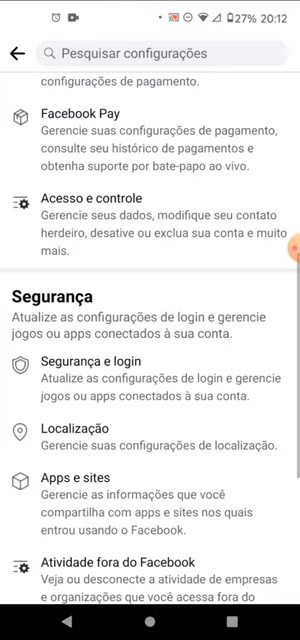 27% 20:12
Pesquisar configurações
configurações de pagamento.
Facebook Pay
Gerencie suas configurações de pagamento,
consulte seu histórico de pagamentos e
obtenha suporte por bate-papo ao vivo.
Acesso e controle
Gerencie seus dados, modifique seu contato
herdeiro, desative ou exclua sua conta e muito
mais.
Segurança
Atualize as configurações de login e gerencie
jogos ou apps conectados à sua conta.
Segurança e login
Atualize as configurações de login e gerencie
jogos ou apps conectados à sua conta.
Localização
Gerencie suas configurações de localização.
Apps e sites
Gerencie as informações que você
compartilha com apps e sites nos quais
entrou usando o Facebook.
Atividade fora do Facebook
Veja ou desconecte a atividade de empresas
e organizações que você acessa fora do